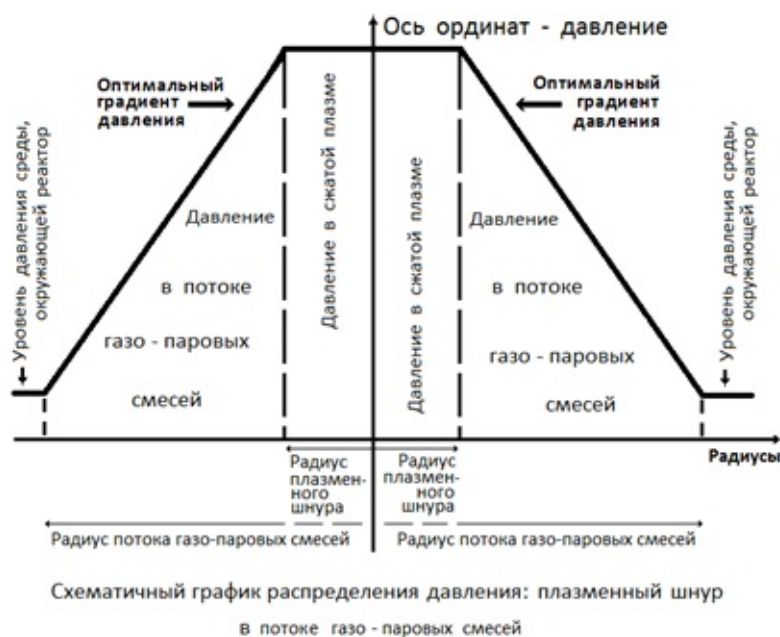 Ось ординат - давление
Оптимальный
градиент
давления
Оптимальный
градиент
давления
Уровень давления среды,
окружающей реактор
Давление
в потоке
газо - паровых
смесей
Давление в сжатой плазме
Давление в сжатой плазме
Давление
в потоке
газо - паровых
смесей
Уровень давления среды,
окружающей реактор
Радиусы
Радиус
плазмен-
ного
шнура
Радиус
плазмен-
ного
шнура
Радиус потока газо-паровых смесей
Радиус потока газо-паровых смесей
Схематичный график распределения давления: плазменный шнур
в потоке газо - паровых смесей